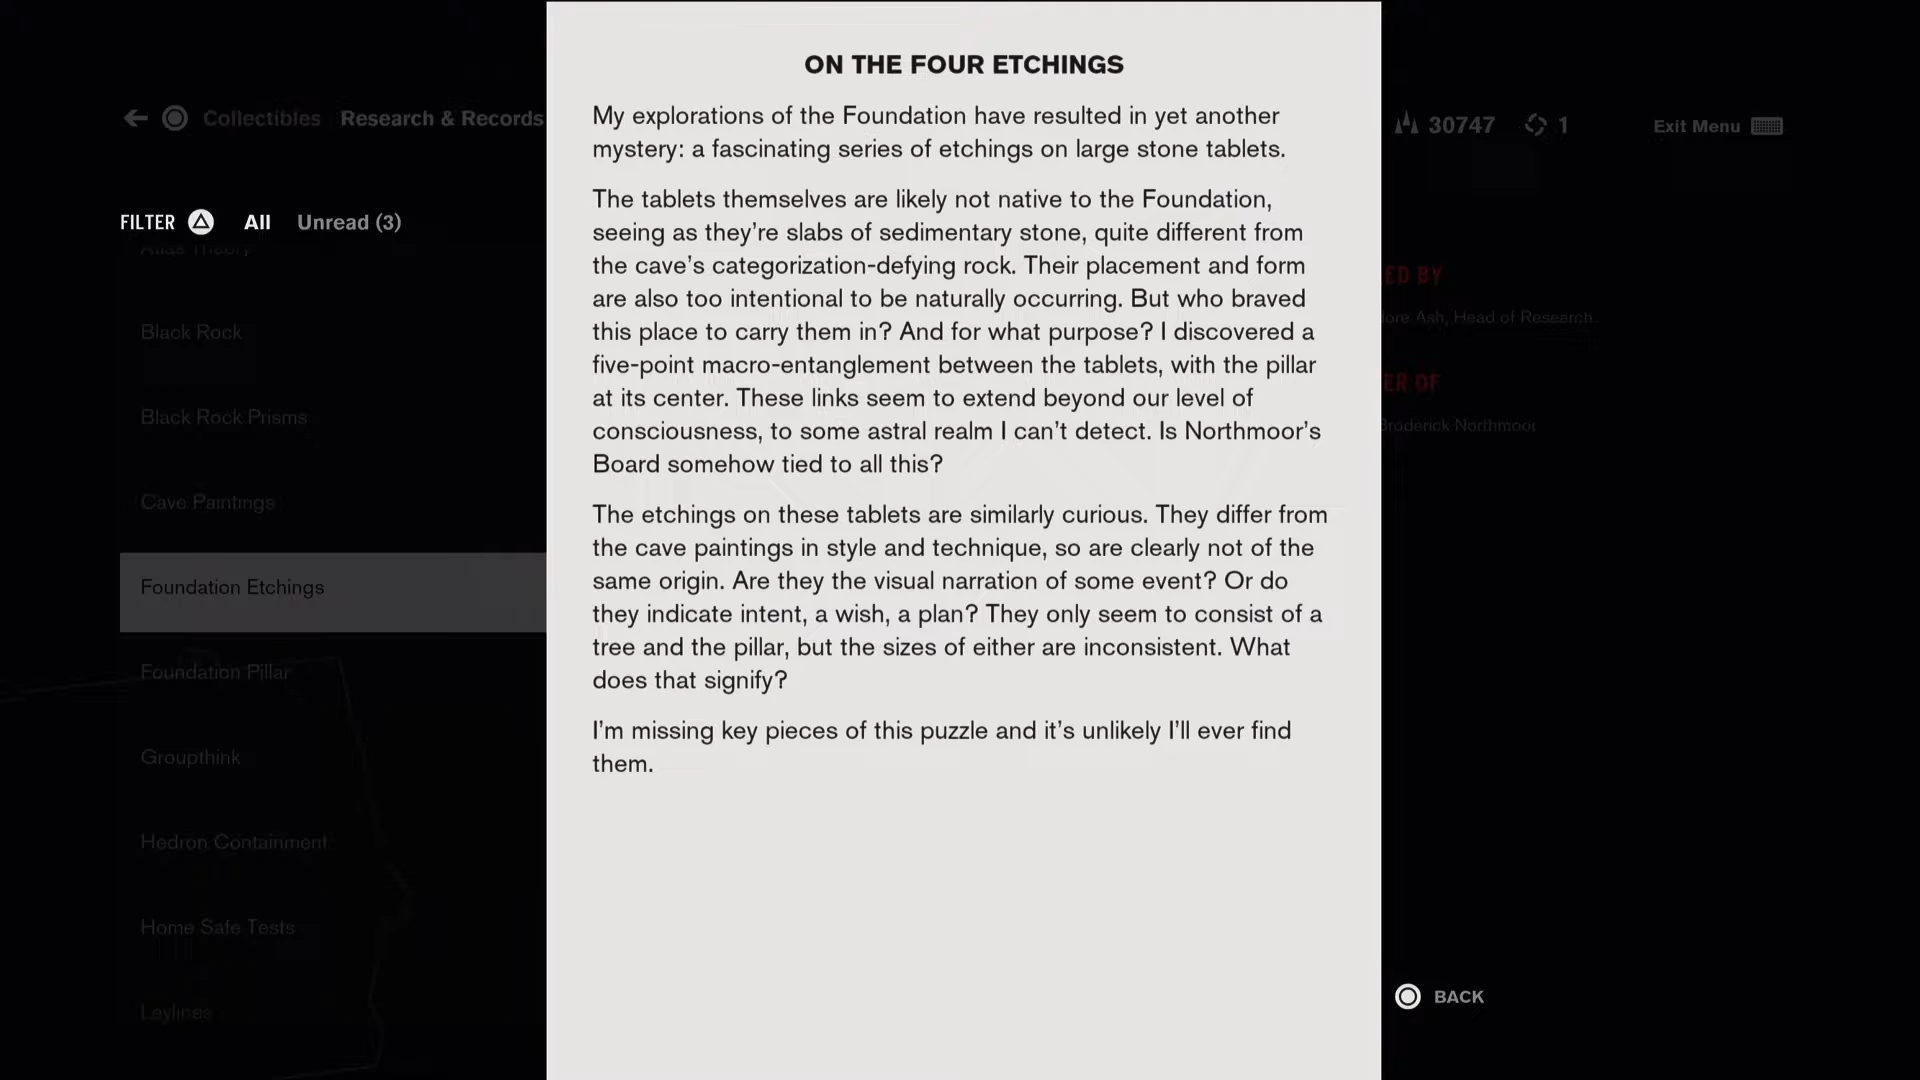 ON THE FOUR ETCHINGS
Collectibles Research & Records
30747 1
Exit Menu
My explorations of the Foundation have resulted in yet another
mystery: a fascinating series of etchings on large stone tablets.
FILTER All Unread (3)
Atlas Theory
Black Rock
Black Rock Prisms
Cave Paintings
Foundation Etchings
Foundation Pillar
Groupthink
Hedron Containment
Home Safe Tests
Leylines
The tablets themselves are likely not native to the Foundation,
seeing as they’re slabs of sedimentary stone, quite different from
the cave’s categorization-defying rock. Their placement and form
are also too intentional to be naturally occurring. But who braved
this place to carry them in? And for what purpose? I discovered a
five-point macro-entanglement between the tablets, with the pillar
at its center. These links seem to extend beyond our level of
consciousness, to some astral realm I can’t detect. Is Northmoor’s
Board somehow tied to all this?
The etchings on these tablets are similarly curious. They differ from
the cave paintings in style and technique, so are clearly not of the
same origin. Are they the visual narration of some event? Or do
they indicate intent, a wish, a plan? They only seem to consist of a
tree and the pillar, but the sizes of either are inconsistent. What
does that signify?
I’m missing key pieces of this puzzle and it’s unlikely I’ll ever find
them.
ED BY
ore Ash, Head of Research
ER OF
Broderick Northmoor
BACK